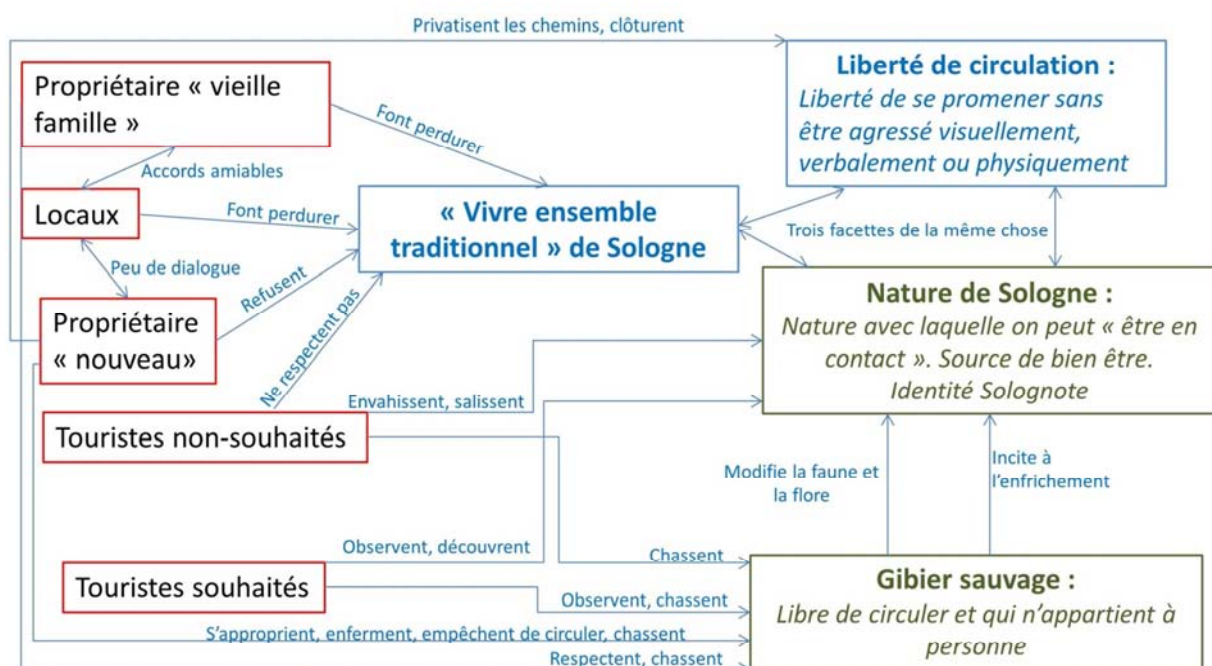 Privatisent les chemins, clôturent
Propriétaire « vieille
famille »
Liberté de circulation :
Liberté de se promener sans
être agressé visuellement,
verbalement ou physiquement
Font perdurer
Accords amiables
Locaux
Font perdurer
« Vivre ensemble
traditionnel » de Sologne
Trois facettes de la même chose
Peu de dialogue
Refusent
Propriétaire
« nouveau»
Ne respectent pas
Nature de Sologne :
Nature avec laquelle on peut « être en
contact ». Source de bien être.
Identité Solognote
Envahissent, salissent
Touristes non-souhaités
Modifie la faune et
la flore
Incite à
l’enfrichement
Observent, découvrent
Chassent
Touristes souhaités
Observent, chassent
Gibier sauvage :
Libre de circuler et qui n’appartient à
personne
S’approprient, enferment, empêchent de circuler, chassent
Respectent, chassent